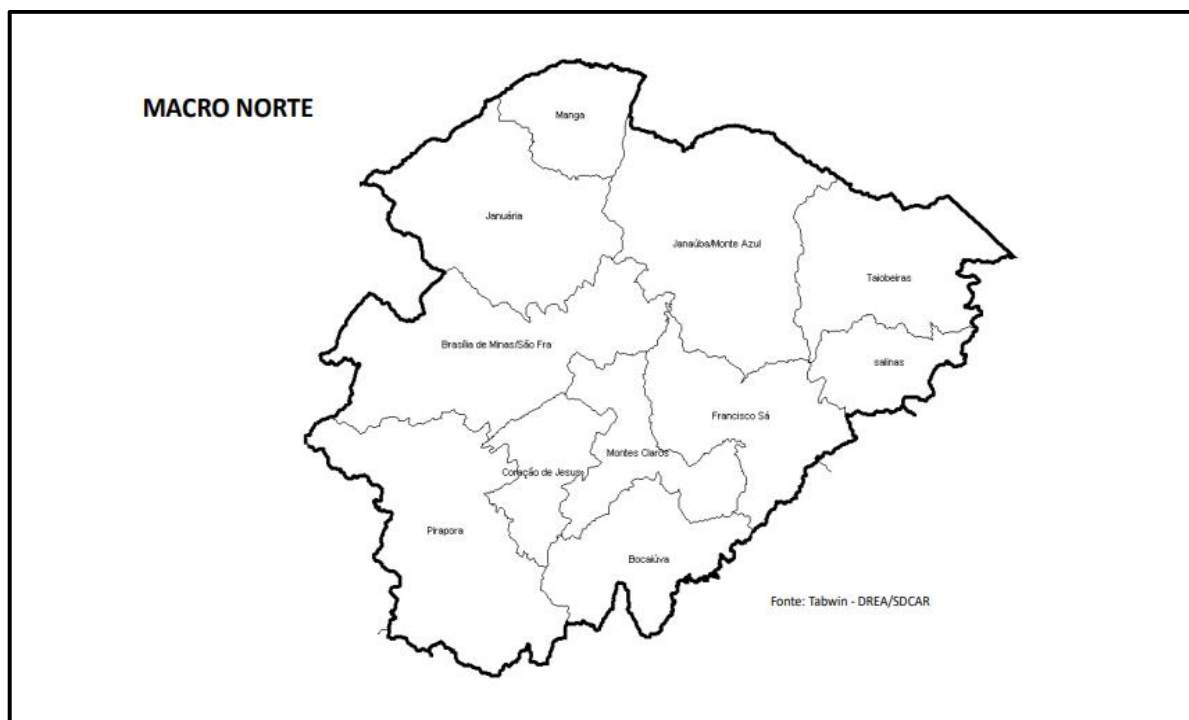 MACRO NORTE
Manga
Januária
Janaúba/Monte Azul
Taiobeiras
Brasília de Minas/São Fra
salinas
Francisco Sá
Montes Claros
Coração de Jesus
Pirapora
Bocaiúva
Fonte: Tabwin - DREA/SDCAR